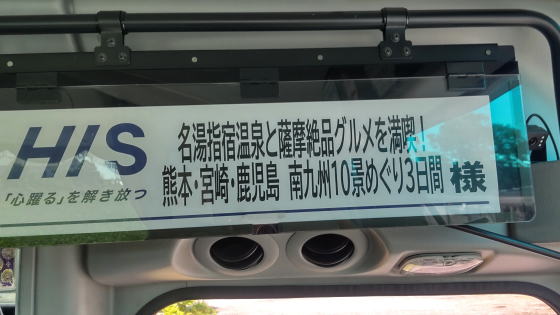 HIS
「心躍る」を解き放つ
名湯指宿温泉と薩摩絶品グルメを満喫！
熊本・宮崎・鹿児島 南九州10景めぐり3日間 様